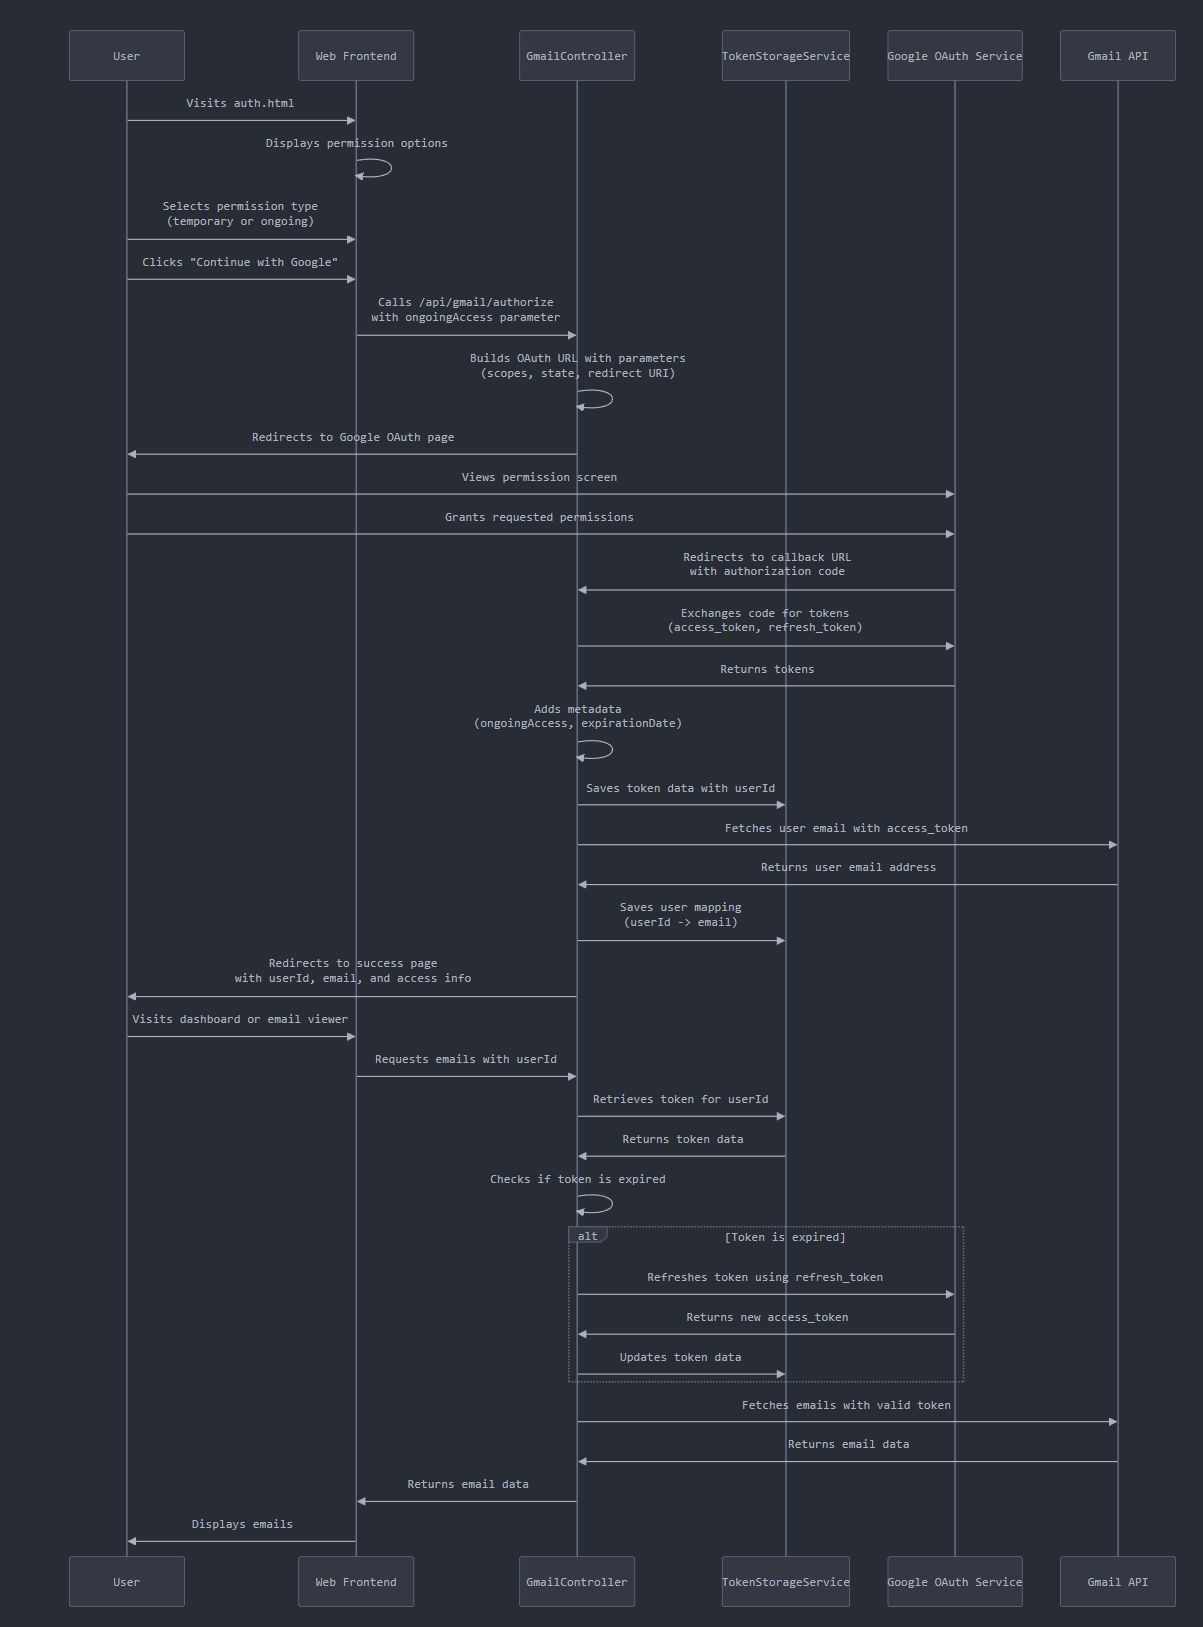 User
Web Frontend
GmailController
TokenStorageService
Google OAuth Service
Gmail API
Visits auth.html
Displays permission options
Selects permission type
(temporary or ongoing)
Clicks "Continue with Google"
Calls /api/gmail/authorize
with ongoingAccess parameter
Builds OAuth URL with parameters
(scopes, state, redirect URI)
Redirects to Google OAuth page
Views permission screen
Grants requested permissions
Redirects to callback URL
with authorization code
Exchanges code for tokens
(access_token, refresh_token)
Returns tokens
Adds metadata
(ongoingAccess, expirationDate)
Saves token data with userId
Fetches user email with access_token
Returns user email address
Saves user mapping
(userId -> email)
Redirects to success page
with userId, email, and access info
Visits dashboard or email viewer
Requests emails with userId
Retrieves token for userId
Returns token data
Checks if token is expired
alt
[Token is expired]
Refreshes token using refresh_token
Returns new access_token
Updates token data
Fetches emails with valid token
Returns email data
Returns email data
Displays emails
User
Web Frontend
GmailController
TokenStorageService
Google OAuth Service
Gmail API